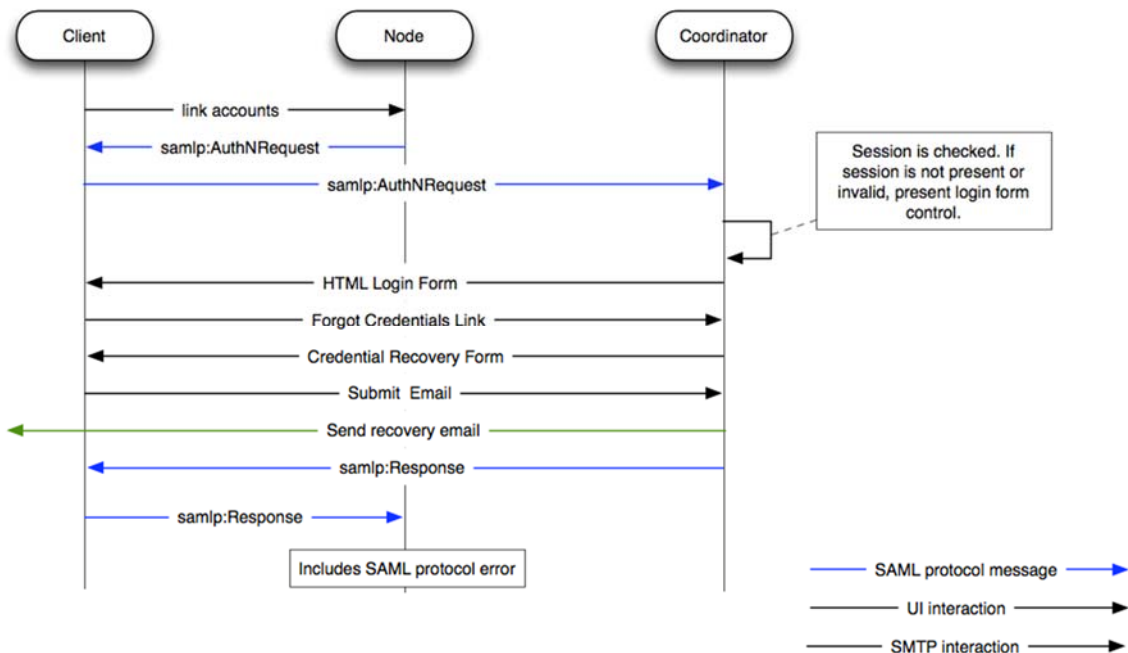 Client
Node
Coordinator
link accounts
samlp:AuthNRequest
samlp:AuthNRequest
Session is checked. If
session is not present or
invalid, present login form
control.
HTML Login Form
Forgot Credentials Link
Credential Recovery Form
Submit Email
Send recovery email
samlp:Response
samlp:Response
Includes SAML protocol error
SAML protocol message
UI interaction
SMTP interaction